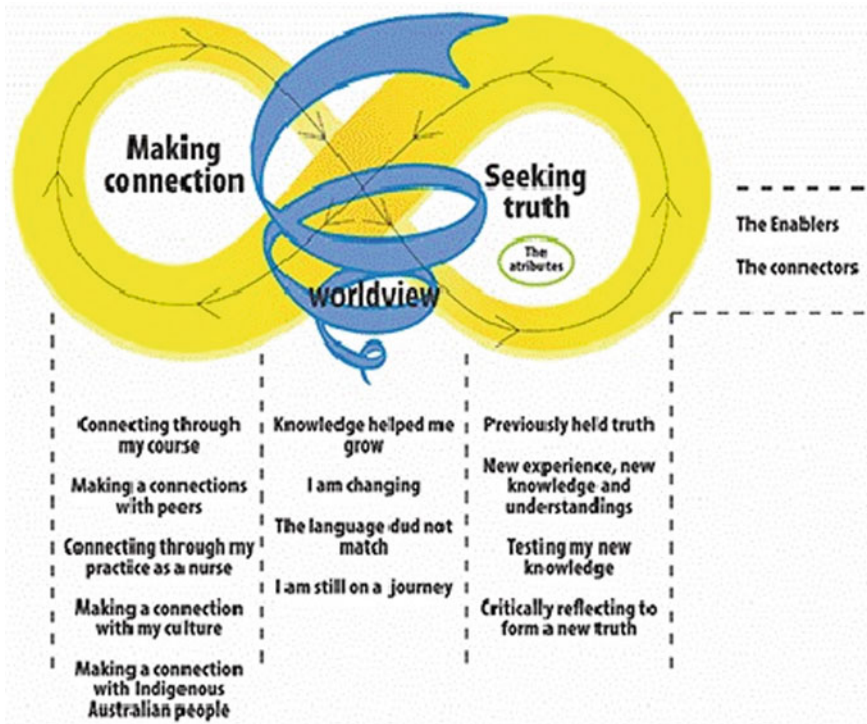 Making
connection
Seeking
truth
The
atributes
worldview
The Enablers
The connectors
Connecting through
my course
Making a connections
with peers
Connecting through my
practice as a nurse
Making a connection
with my culture
Making a connection
with Indigenous
Australian people
Knowledge helped me
grow
I am changing
The language dud not
match
I am still on a journey
Previously held truth
New experience, new
knowledge and
understandings
Testing my new
knowledge
Critically reflecting to
form a new truth